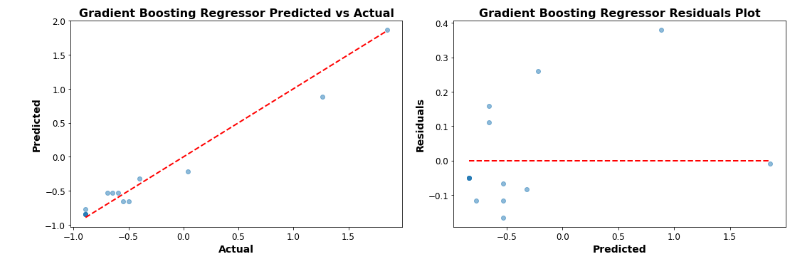 Gradient Boosting Regressor Predicted vs Actual
2.0
1.5
1.0
0.5
0.0
−0.5
−1.0
Predicted
−1.0 −0.5 0.0 0.5 1.0 1.5
Actual
Gradient Boosting Regressor Residuals Plot
0.4
0.3
0.2
0.1
0.0
−0.1
Residuals
−0.5 0.0 0.5 1.0 1.5
Predicted